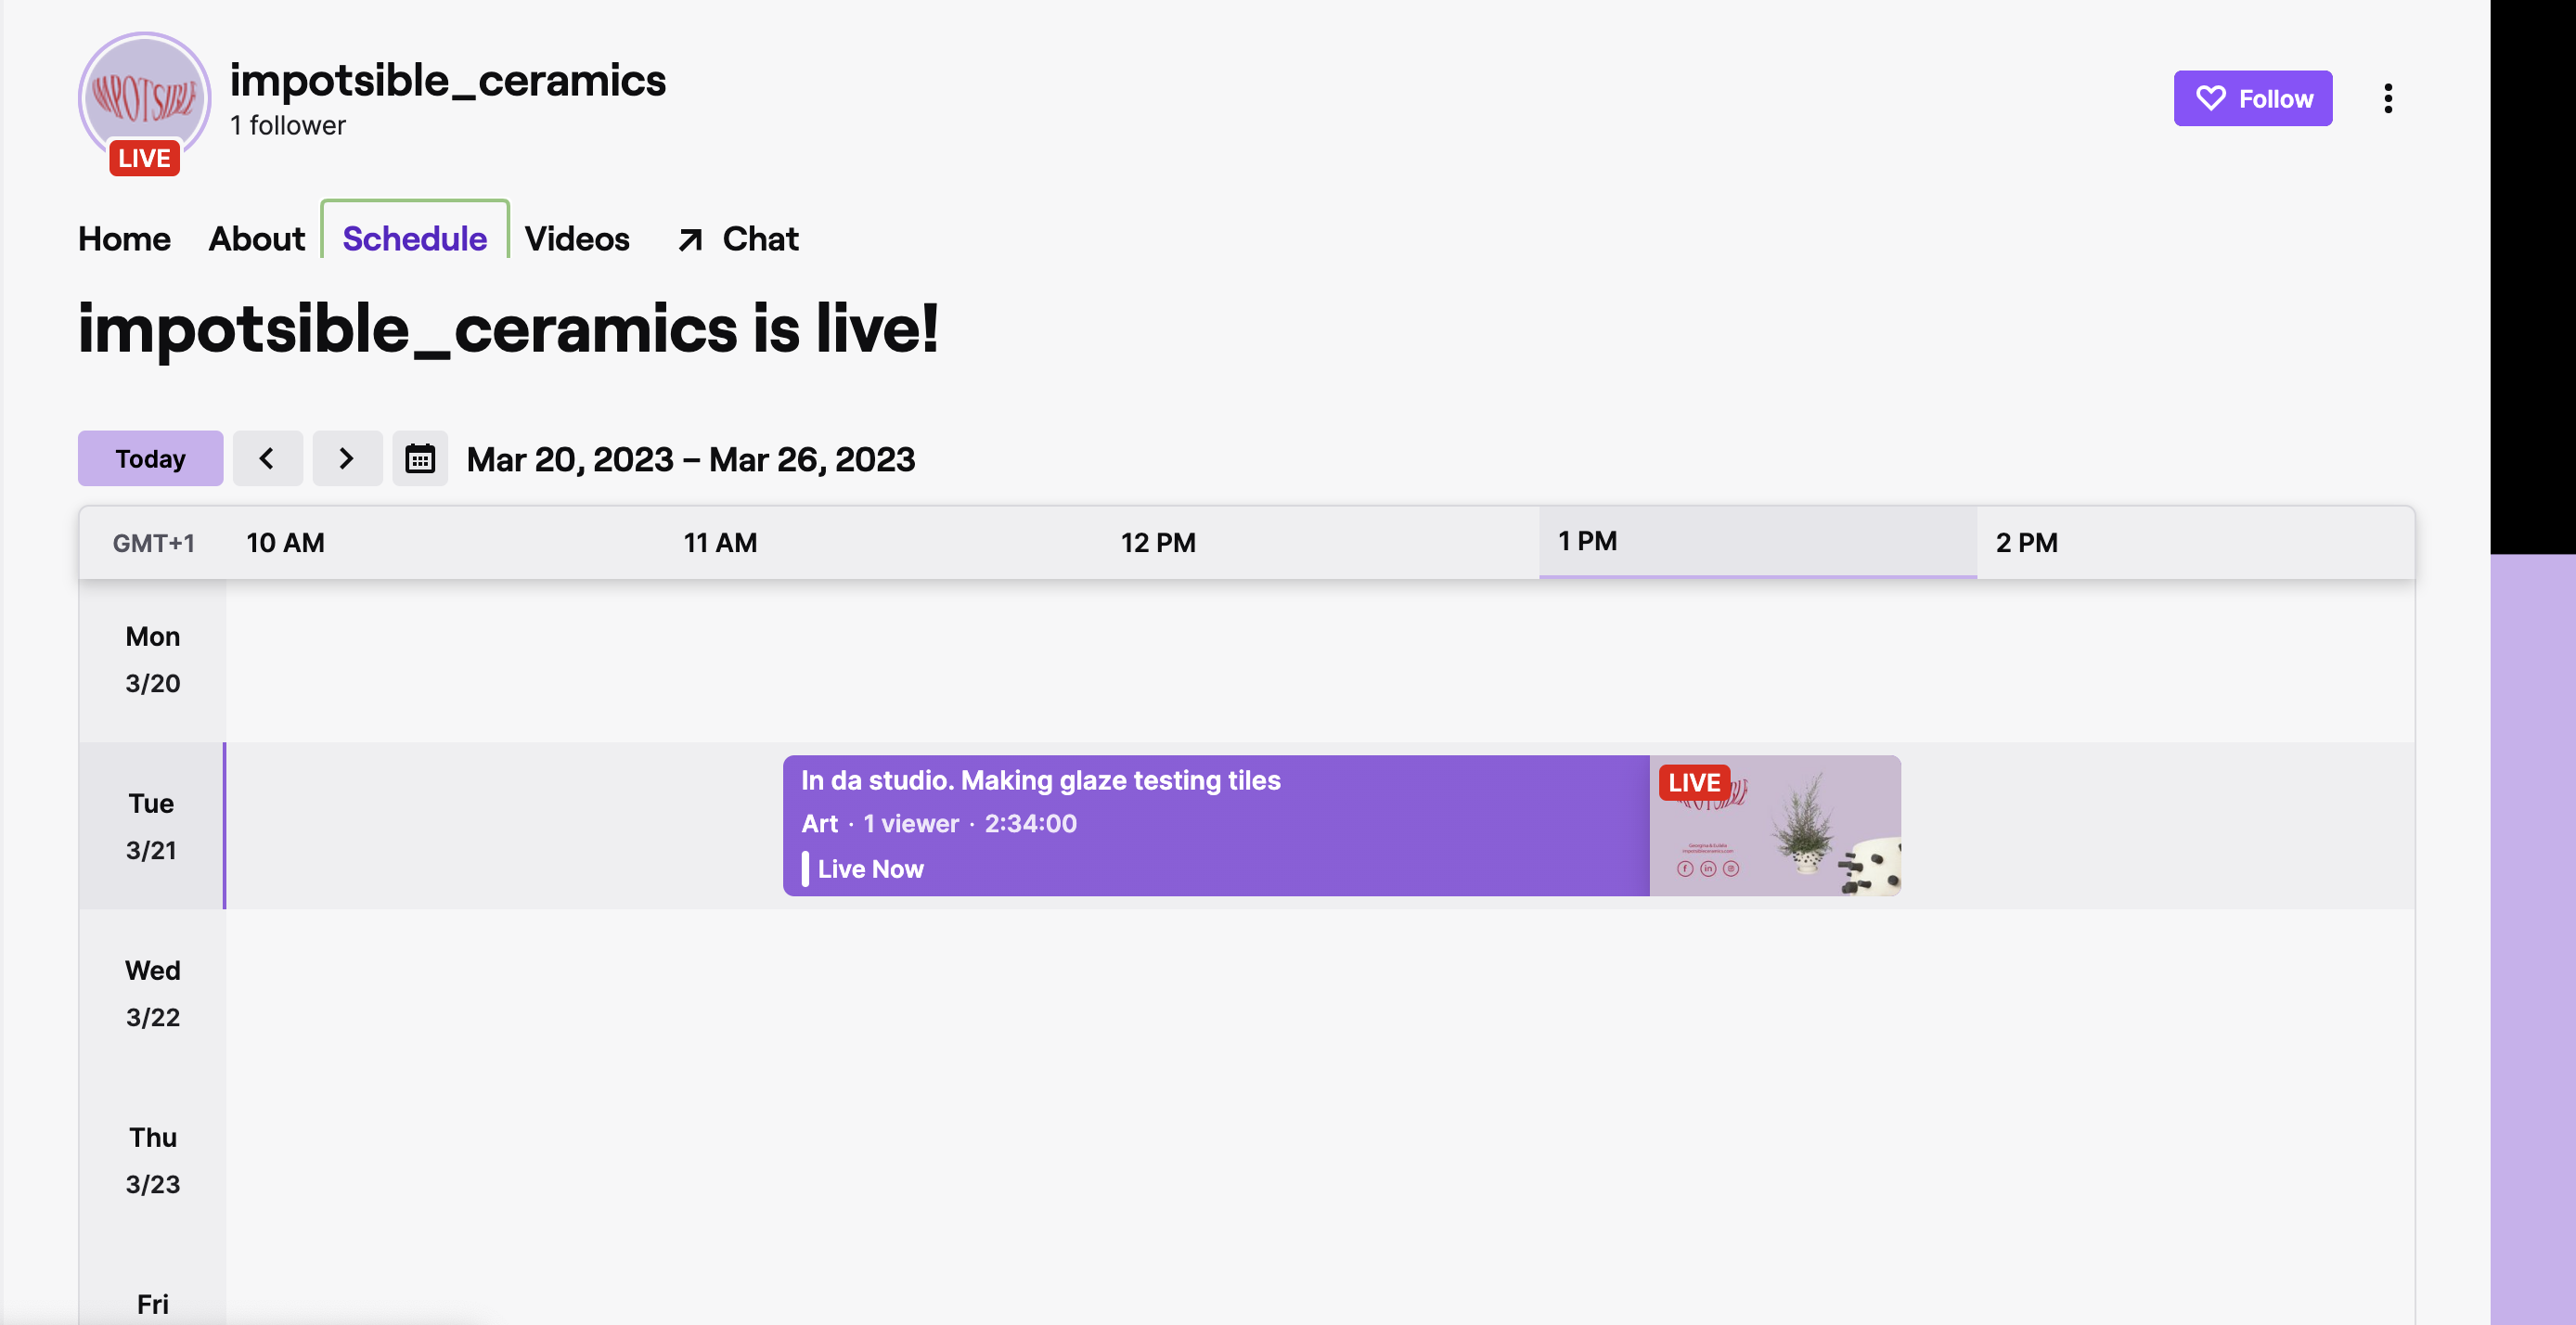 IMPOTSIBLE
LIVE
impotsible_ceramics
1 follower
Follow
Home About Schedule Videos Chat
impotsible_ceramics is live!
Today Mar 20, 2023 – Mar 26, 2023
GMT+1 10 AM 11 AM 12 PM 1 PM 2 PM
Mon
3/20
Tue
3/21
In da studio. Making glaze testing tiles
Art · 1 viewer · 2:34:00
Live Now
LIVE
Wed
3/22
Thu
3/23
Fri